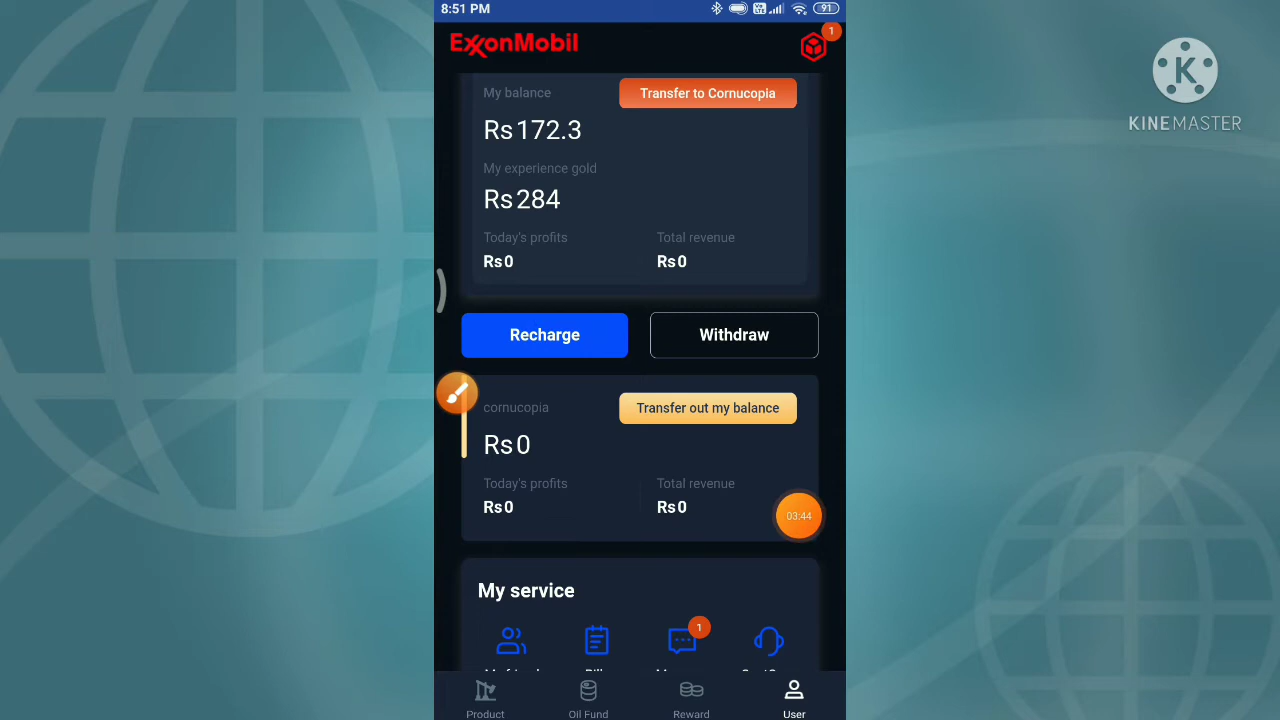 8:51 PM
91
ExxonMobil
1
KINEMASTER
My balance
Transfer to Cornucopia
Rs172.3
My experience gold
Rs284
Today's profits
Total revenue
Rs0
Rs0
Recharge
Withdraw
cornucopia
Transfer out my balance
Rs0
Today's profits
Total revenue
Rs0
Rs0
03:44
My service
1
Product
Oil Fund
Reward
User